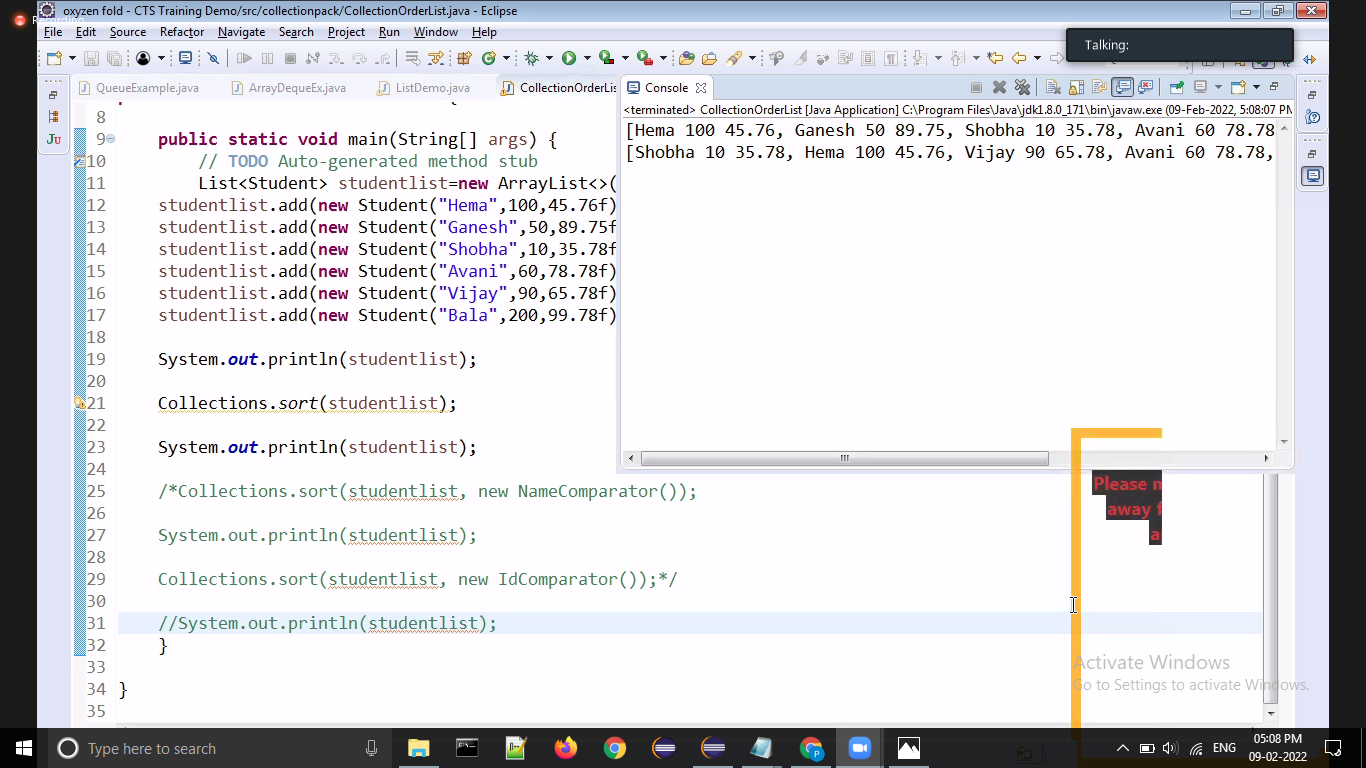 Recording
oxyzen fold - CTS Training Demo/src/collectionpack/CollectionOrderList.java - Eclipse
File Edit Source Refactor Navigate Search Project Run Window Help
Talking:
QueueExample.java ArrayDequeEx.java ListDemo.java CollectionOrderLis
Console
<terminated> CollectionOrderList [Java Application] C:\Program Files\Java\jdk1.8.0_171\bin\javaw.exe (09-Feb-2022, 5:08:07 PM
[Hema 100 45.76, Ganesh 50 89.75, Shobha 10 35.78, Avani 60 78.78
[Shobha 10 35.78, Hema 100 45.76, Vijay 90 65.78, Avani 60 78.78,
8 {
9 public static void main(String[] args) {
10 // TODO Auto-generated method stub
11 List<Student> studentlist=new ArrayList<>(
12 studentlist.add(new Student("Hema",100,45.76f)
13 studentlist.add(new Student("Ganesh",50,89.75f
14 studentlist.add(new Student("Shobha",10,35.78f
15 studentlist.add(new Student("Avani",60,78.78f)
16 studentlist.add(new Student("Vijay",90,65.78f)
17 studentlist.add(new Student("Bala",200,99.78f)
18
19 System.out.println(studentlist);
20
21 Collections.sort(studentlist);
22
23 System.out.println(studentlist);
24
25 /*Collections.sort(studentlist, new NameComparator());
26
27 System.out.println(studentlist);
28
29 Collections.sort(studentlist, new IdComparator());*/
30
31 //System.out.println(studentlist);
32 }
33
34 }
35
Please m
away f
a
Activate Windows
Go to Settings to activate Windows.
Type here to search
ENG
05:08 PM
09-02-2022